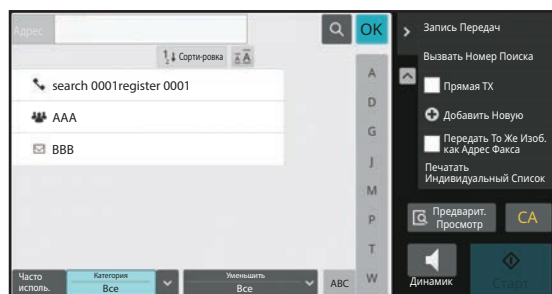 Адрес
OK
Сорти-ровка
search 0001register 0001
AAA
BBB
A
D
G
J
M
P
T
W
Часто исполь.
Категория
Все
Уменьшить
Все
ABC
Запись Передач
Вызвать Номер Поиска
Прямая TX
Добавить Новую
Передать То Же Изоб.
как Адрес Факса
Печатать
Индивидуальный Список
Предварит.
Просмотр
CA
Динамик
Старт